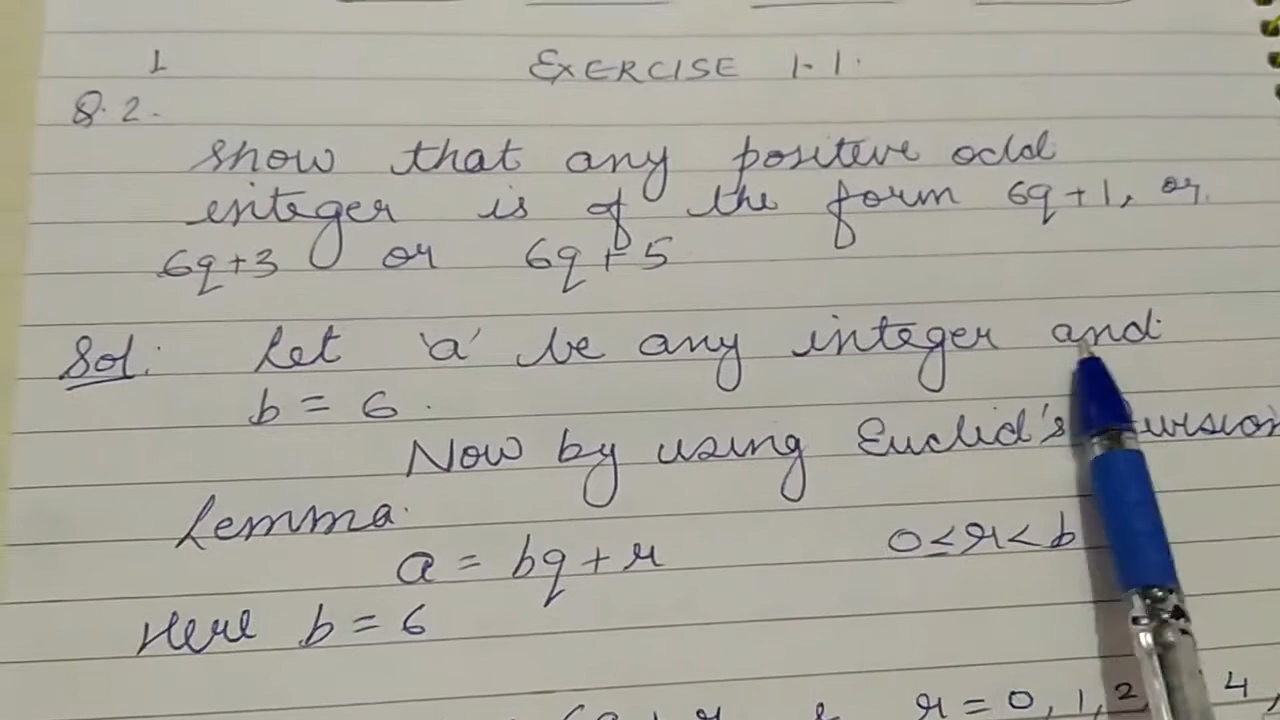 1
EXERCISE 1.1.
Q.2.
show that any positive odd
integer is of the form 6q+1, or
6q+3 or 6q+5
Sol: Let 'a' be any integer and
b = 6.
Now by using Euclid's
Lemma.
a = bq + r 0≤r<b
Here b = 6
r = 0, 1, 2, 4,